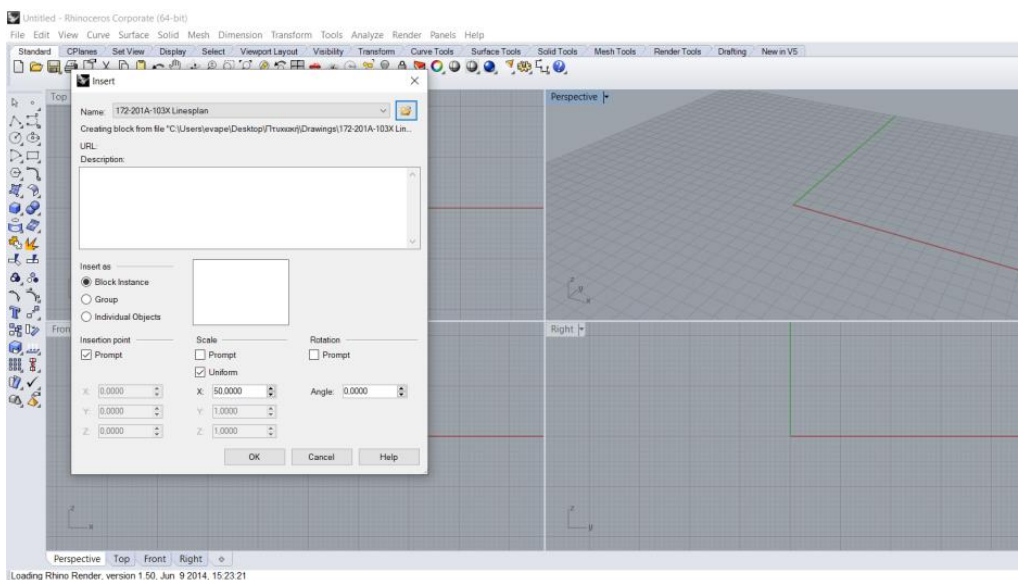 Untitled - Rhinoceros Corporate (64-bit)
File Edit View Curve Surface Solid Mesh Dimension Transform Tools Analyze Render Panels Help
Standard CPlanes Set View Display Select Viewport Layout Visibility Transform Curve Tools Surface Tools Solid Tools Mesh Tools Render Tools Drafting New in V5
Insert
Top
Perspective
Name: 172-201A-103X Linesplan
Creating block from file "C:\Users\evape\Desktop\Πτυχιακή\Drawings\172-201A-103X Lin...
URL:
Description:
Insert as
Block Instance
Group
Individual Objects
Insertion point Scale Rotation
Prompt Prompt Prompt
Uniform
X: 0.0000 X: 50.0000 Angle: 0.0000
Y: 0.0000 Y: 1.0000
Z: 0.0000 Z: 1.0000
OK Cancel Help
z
y
x
Fron
Right
z
x
z
y
Perspective Top Front Right
Loading Rhino Render, version 1.50, Jun 9 2014, 15:23:21